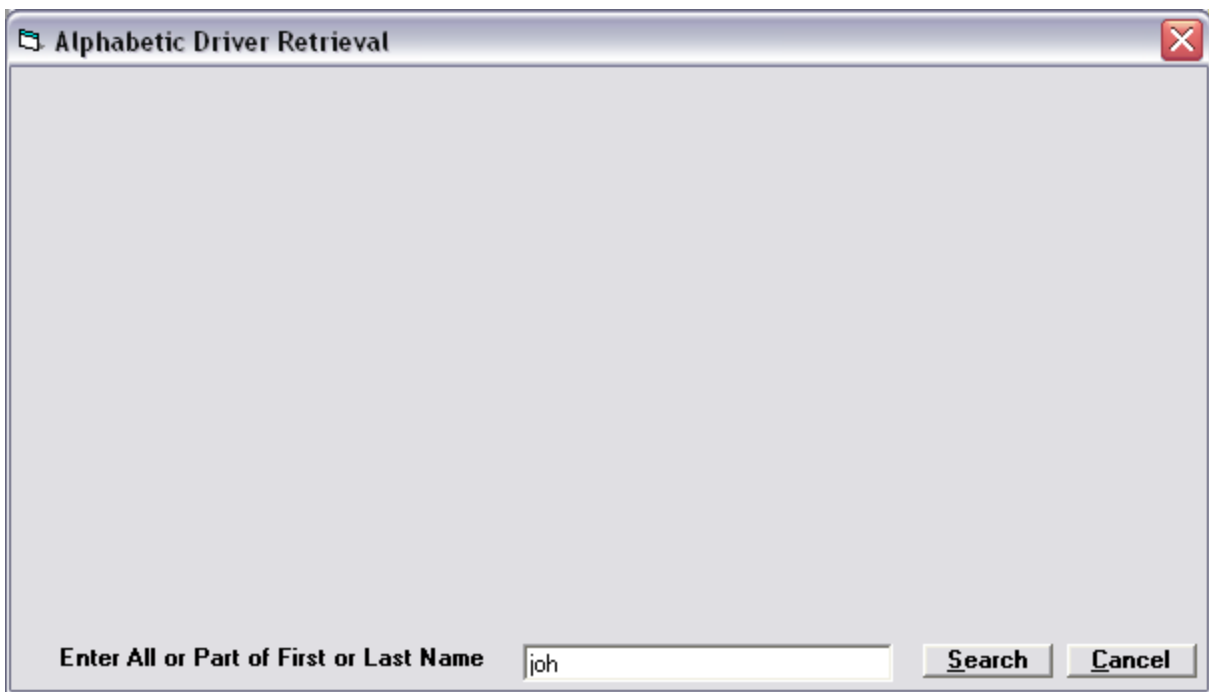 Alphabetic Driver Retrieval
Enter All or Part of First or Last Name joh Search Cancel